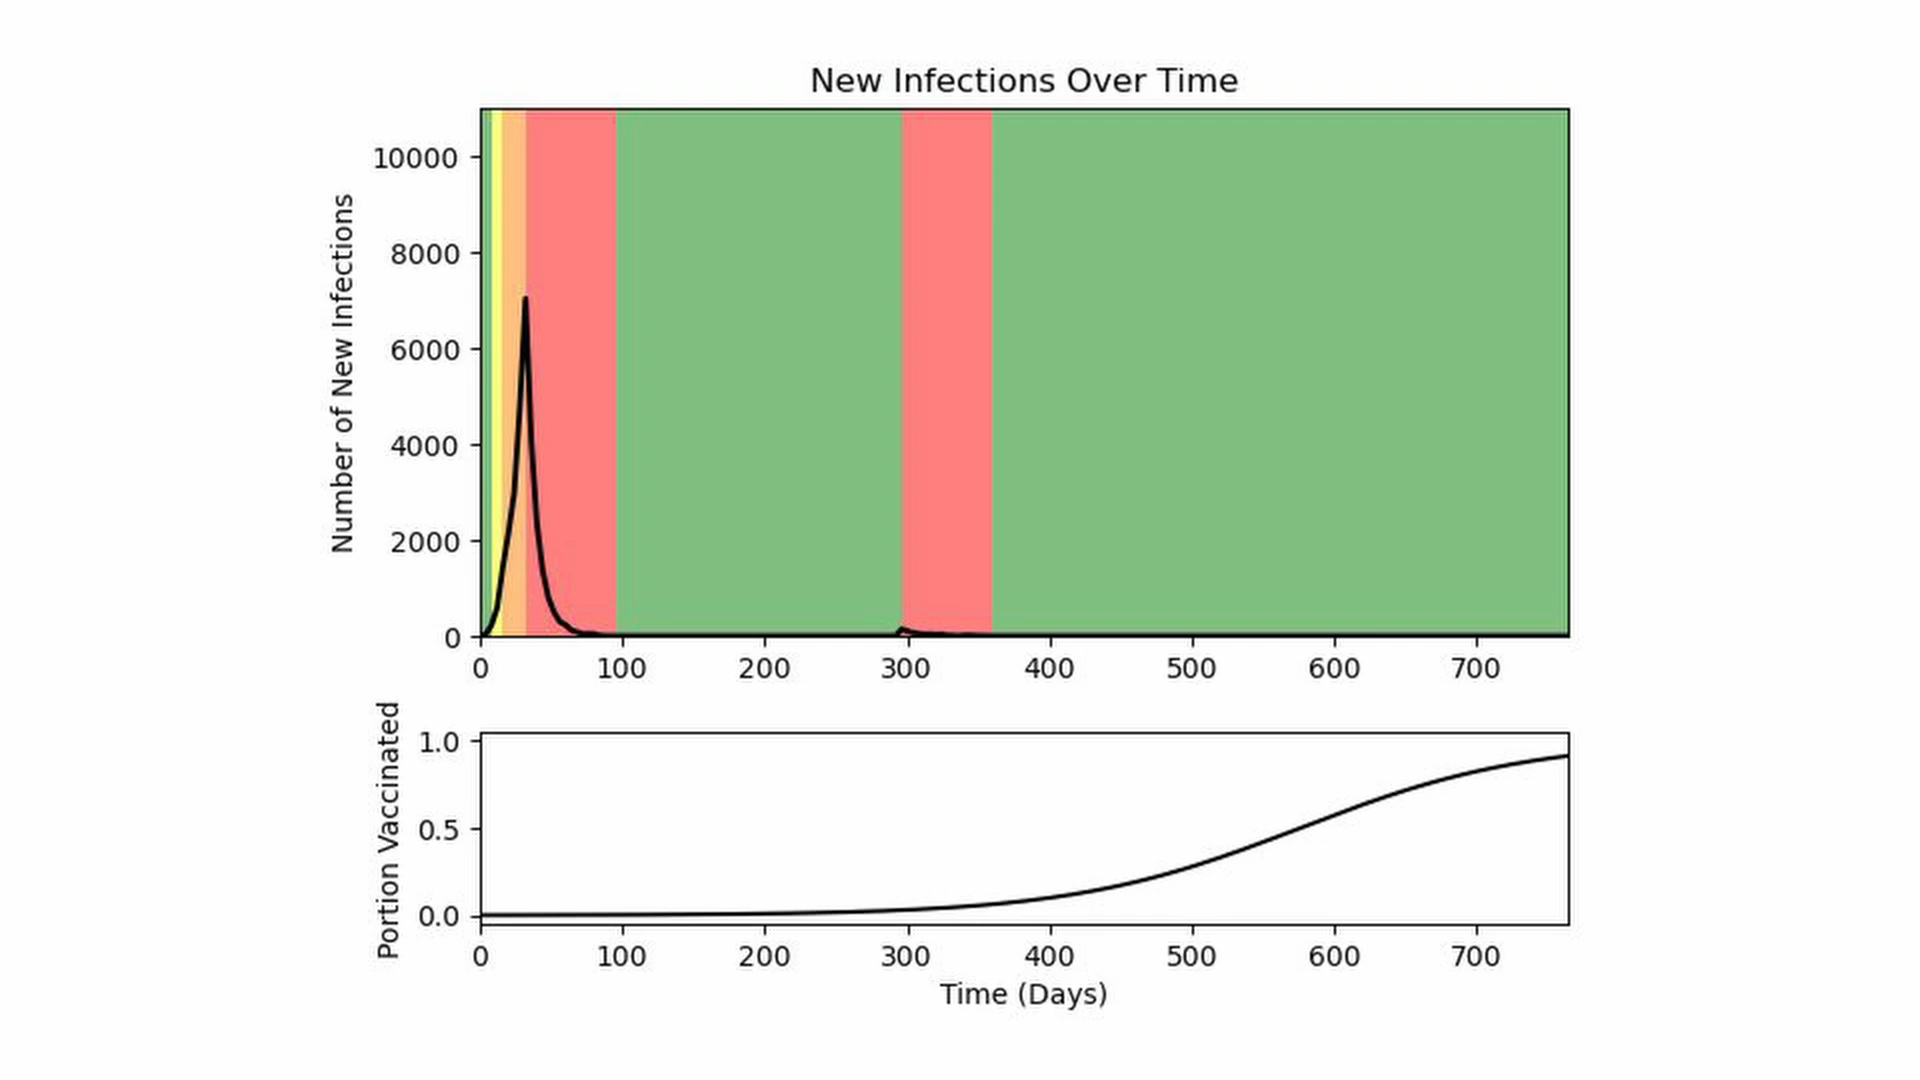 New Infections Over Time
Number of New Infections
10000
8000
6000
4000
2000
0
0 100 200 300 400 500 600 700
Portion Vaccinated
1.0
0.5
0.0
0 100 200 300 400 500 600 700
Time (Days)